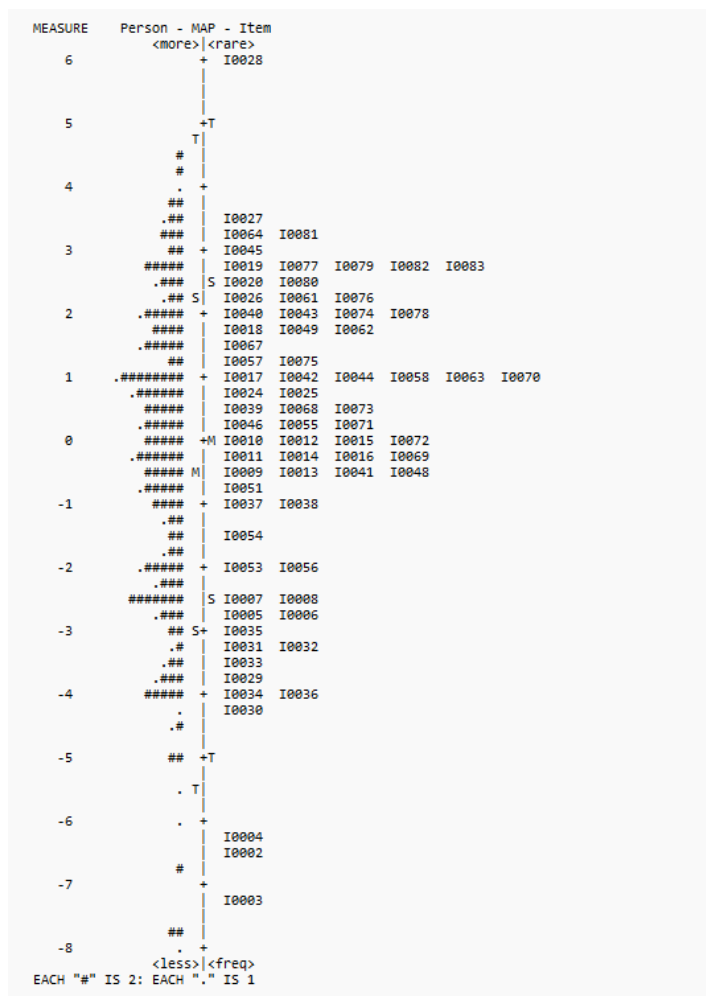 MEASURE    Person - MAP - Item
               <more>|<rare>
    6                +  I0028
                     |
                     |
                     |
    5                +T
                    T|
                  #  |
                  #  |
    4             .  +
                 ##  |
                .##  |  I0027
                ###  |  I0064  I0081
    3            ##  +  I0045
              #####  |  I0019  I0077  I0079  I0082  I0083
               .###  |S I0020  I0080
                .## S|  I0026  I0061  I0076
    2        .#####  +  I0040  I0043  I0074  I0078
               ####  |  I0018  I0049  I0062
             .#####  |  I0067
                 ##  |  I0057  I0075
    1     .########  +  I0017  I0042  I0044  I0058  I0063  I0070
            .######  |  I0024  I0025
              #####  |  I0039  I0068  I0073
             .#####  |  I0046  I0055  I0071
    0         #####  +M I0010  I0012  I0015  I0072
            .######  |  I0011  I0014  I0016  I0069
              ##### M|  I0009  I0013  I0041  I0048
             .#####  |  I0051
   -1          ####  +  I0037  I0038
                .##  |
                 ##  |  I0054
                .##  |
   -2        .#####  +  I0053  I0056
               .###  |
            #######  |S I0007  I0008
               .###  |  I0005  I0006
   -3            ## S+  I0035
                 .#  |  I0031  I0032
                .##  |  I0033
               .###  |  I0029
   -4         #####  +  I0034  I0036
                  .  |  I0030
                 .#  |
                     |
   -5            ##  +T
                     |
                  . T|
                     |
   -6             .  +
                     |  I0004
                     |  I0002
                  #  |
   -7                +
                     |  I0003
                     |
                 ##  |
   -8             .  +
               <less>|<freq>
EACH "#" IS 2: EACH "." IS 1